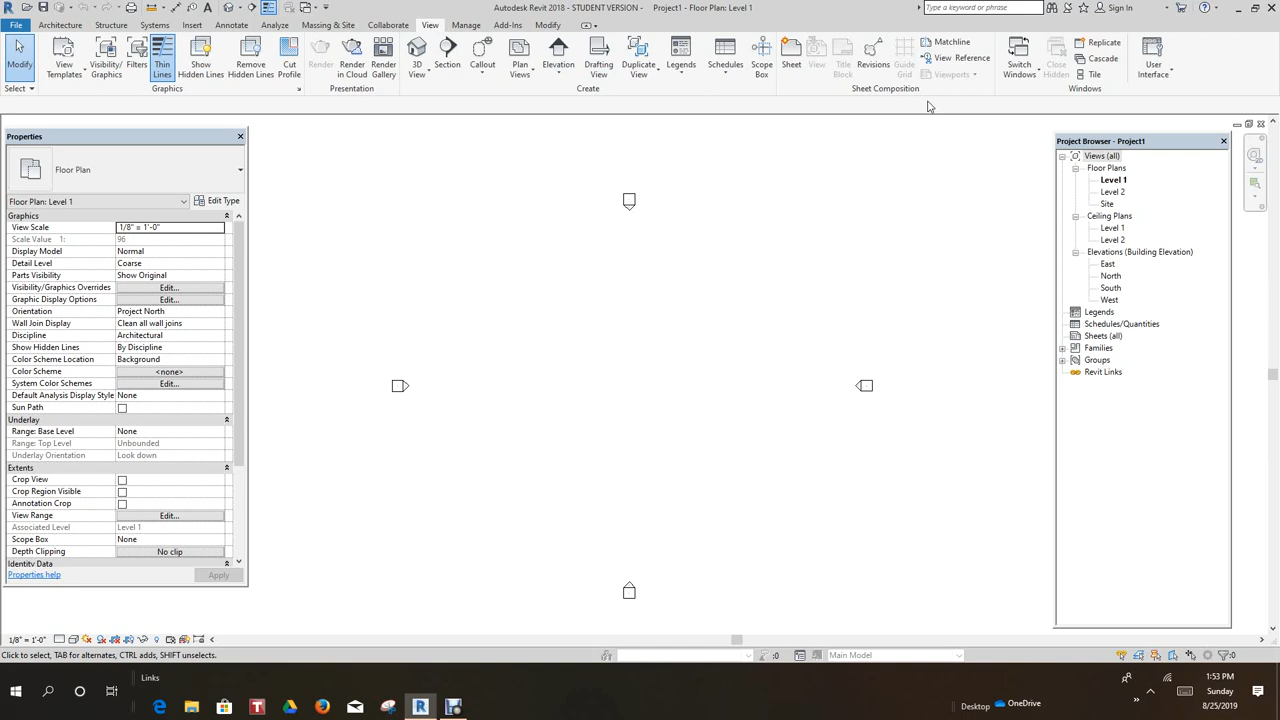 Autodesk Revit 2018 - STUDENT VERSION - Project1 - Floor Plan: Level 1
Type a keyword or phrase
Sign In
File Architecture Structure Systems Insert Annotate Analyze Massing & Site Collaborate View Manage Add-Ins Modify
Modify
View Templates
Visibility/ Graphics
Filters
Thin Lines
Show Hidden Lines
Remove Hidden Lines
Cut Profile
Render
Render in Cloud
Render Gallery
3D View
Section
Callout
Plan Views
Elevation
Drafting View
Duplicate View
Legends
Schedules
Scope Box
Sheet
View
Title Block
Revisions
Guide Grid
Matchline
View Reference
Viewports
Switch Windows
Close Hidden
Replicate
Cascade
Tile
User Interface
Select Graphics Presentation Create Sheet Composition Windows
Properties
Floor Plan
Floor Plan: Level 1 Edit Type
Graphics
View Scale 1/8" = 1'-0"
Scale Value 1: 96
Display Model Normal
Detail Level Coarse
Parts Visibility Show Original
Visibility/Graphics Overrides Edit...
Graphic Display Options Edit...
Orientation Project North
Wall Join Display Clean all wall joins
Discipline Architectural
Show Hidden Lines By Discipline
Color Scheme Location Background
Color Scheme <none>
System Color Schemes Edit...
Default Analysis Display Style None
Sun Path
Underlay
Range: Base Level None
Range: Top Level Unbounded
Underlay Orientation Look down
Extents
Crop View
Crop Region Visible
Annotation Crop
View Range Edit...
Associated Level Level 1
Scope Box None
Depth Clipping No clip
Identity Data
Properties help Apply
Project Browser - Project1
Views (all)
Floor Plans
Level 1
Level 2
Site
Ceiling Plans
Level 1
Level 2
Elevations (Building Elevation)
East
North
South
West
Legends
Schedules/Quantities
Sheets (all)
Families
Groups
Revit Links
1/8" = 1'-0"
Click to select, TAB for alternates, CTRL adds, SHIFT unselects.
:0
Main Model
:0
Links
Desktop
OneDrive
1:53 PM
Sunday
8/25/2019